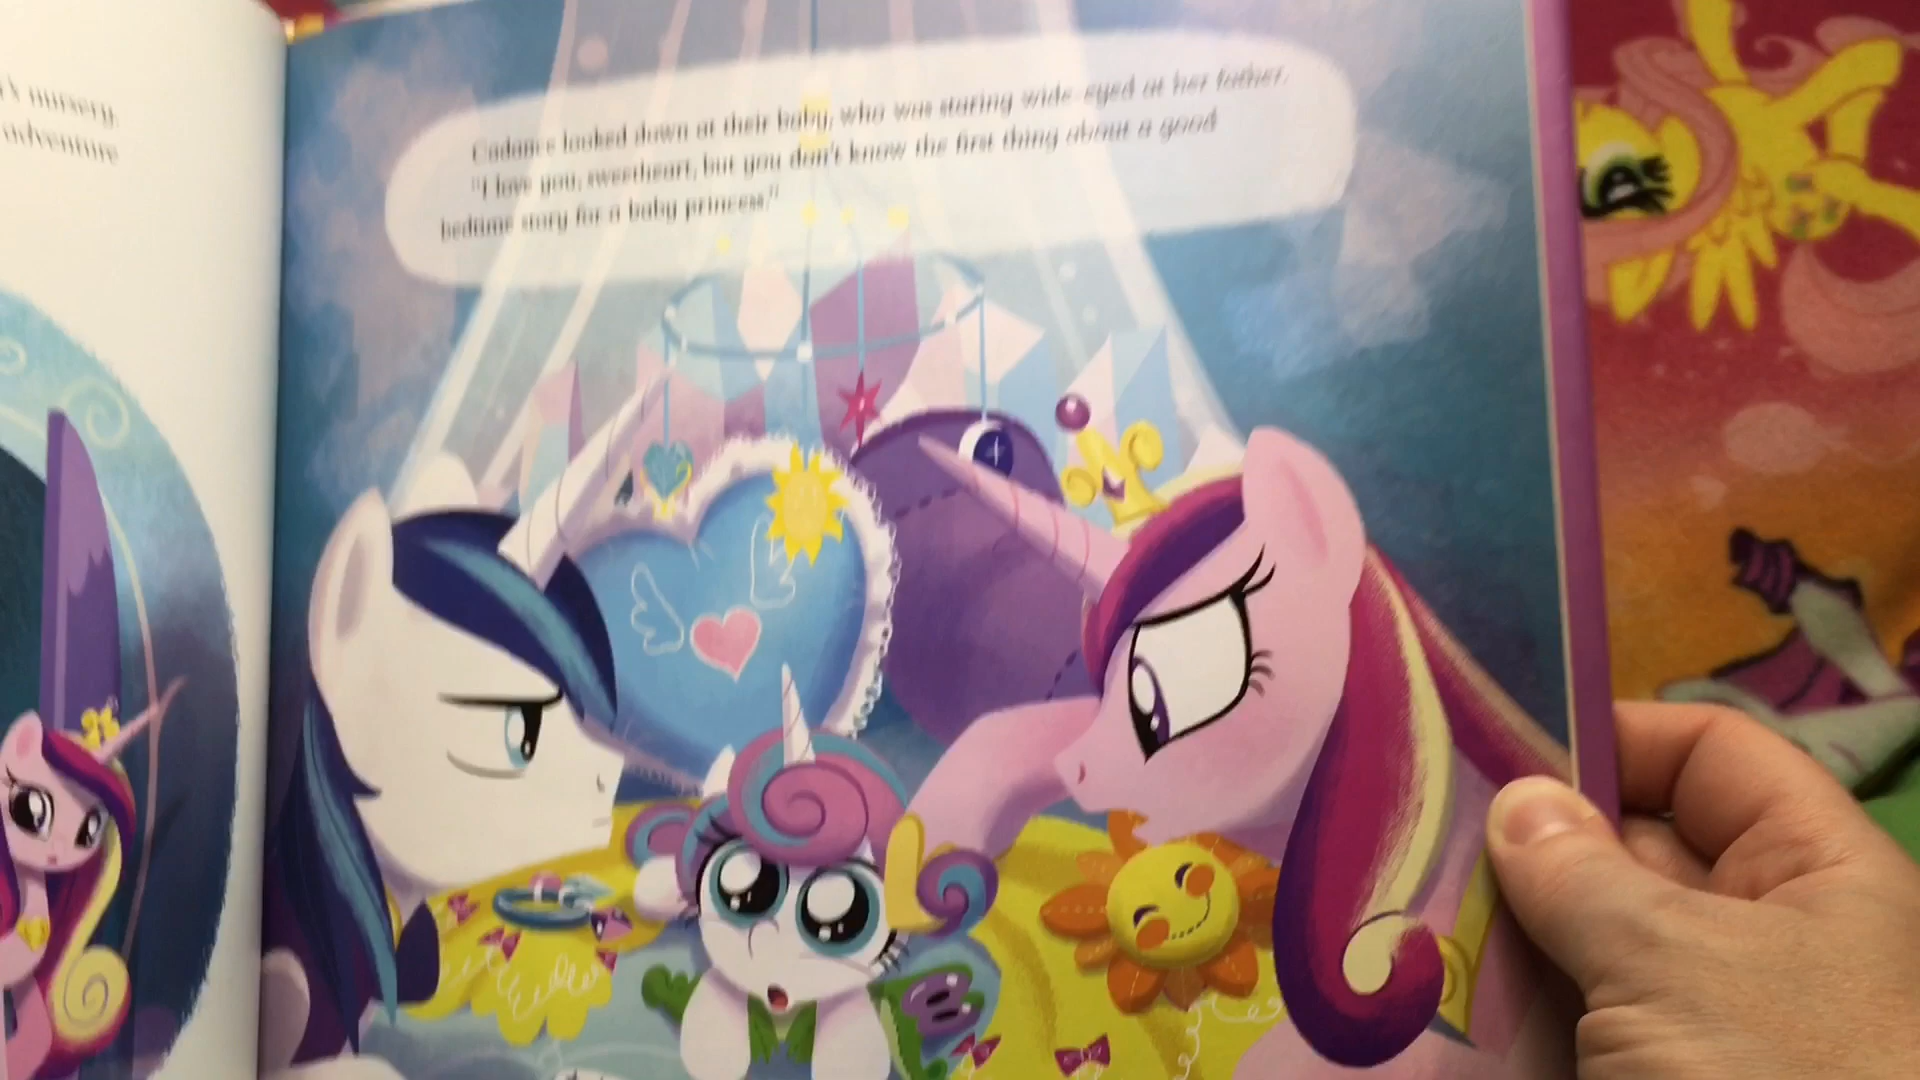 's nursery.
adventure
Cadance looked down at their baby, who was staring wide-eyed at her father.
"I love you, sweetheart, but you don't know the first thing about a good
bedtime story for a baby princess."